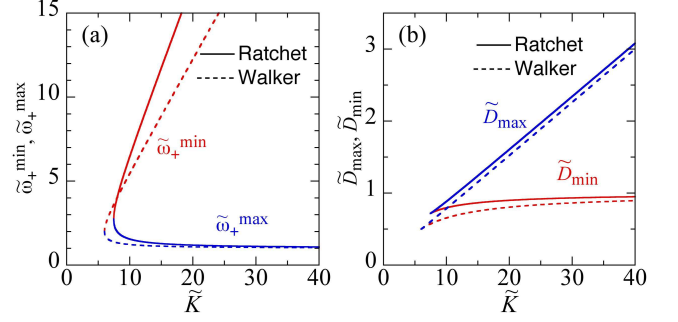 (a)
Ratchet
Walker
ω̃₊ᵐⁱⁿ
ω̃₊ᵐᵃˣ
ω̃₊ᵐⁱⁿ, ω̃₊ᵐᵃˣ
15
10
5
0
0 10 20 30 40
K̃
(b)
Ratchet
Walker
D̃max
D̃min
D̃max, D̃min
3
2
1
0
0 10 20 30 40
K̃